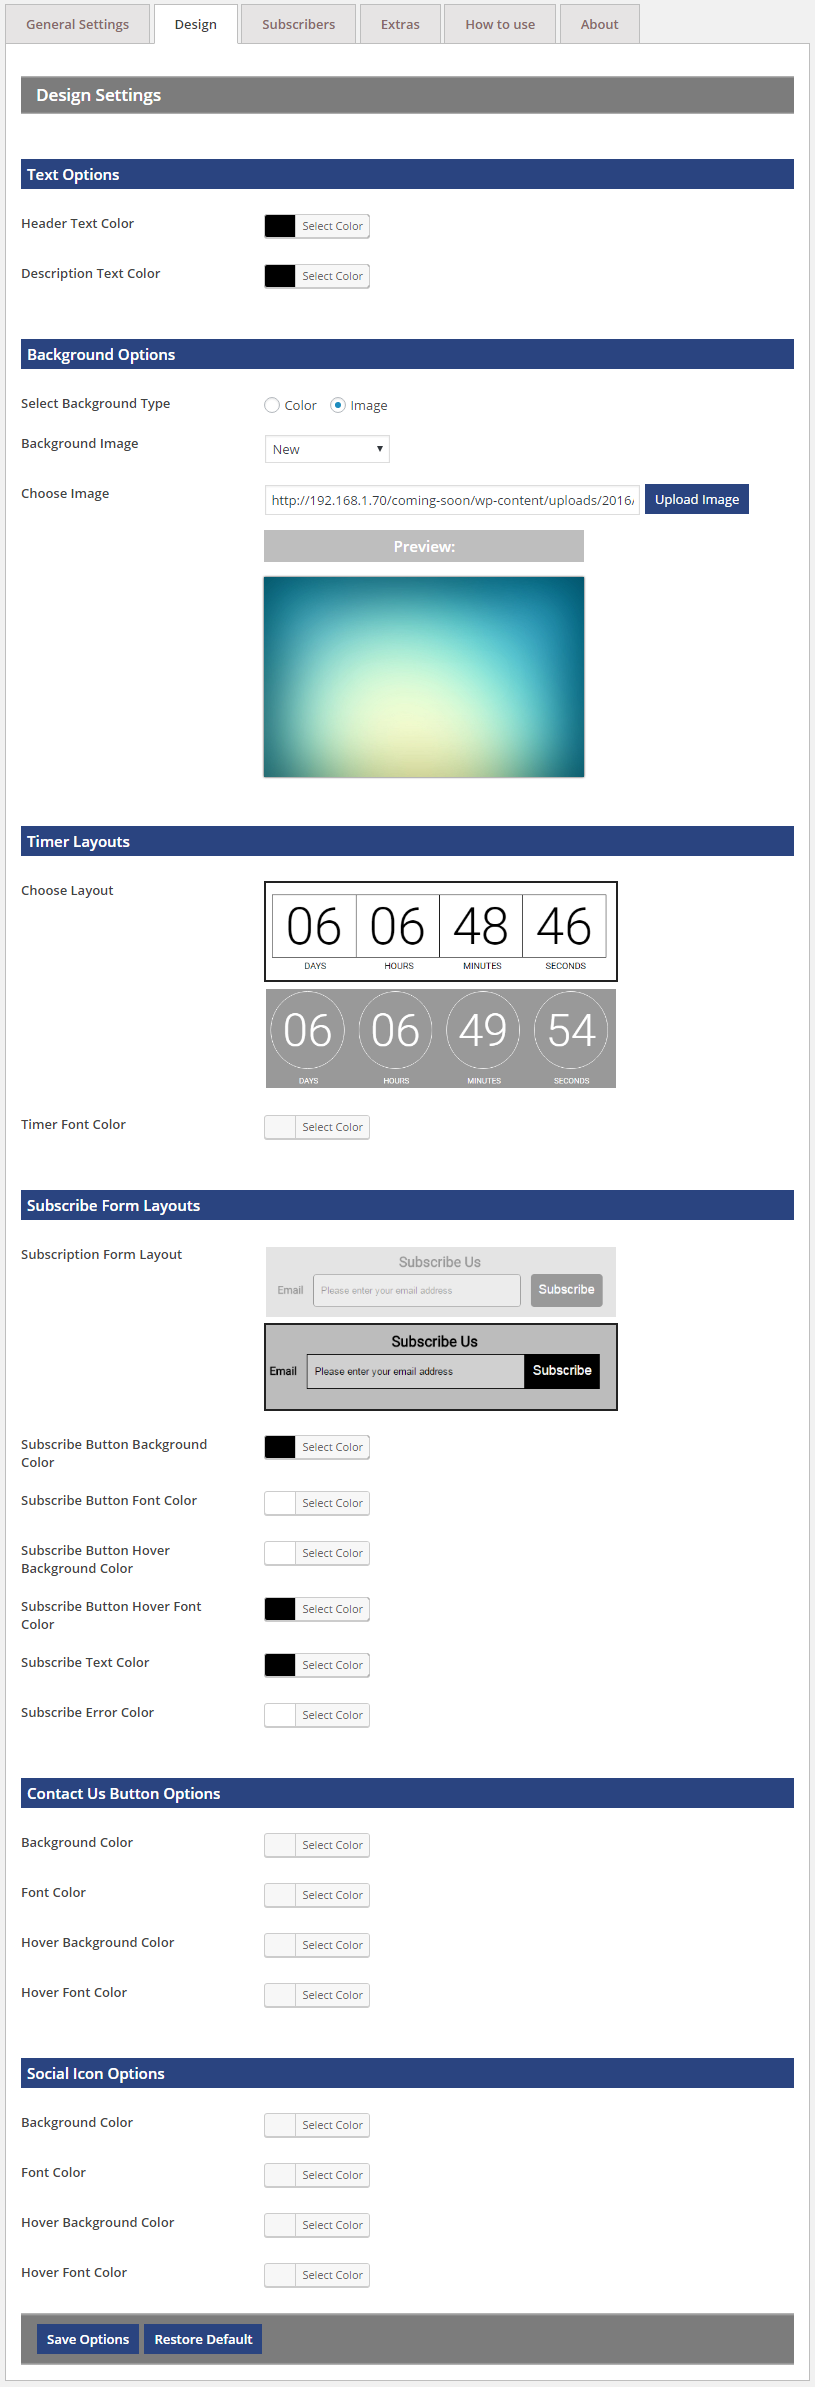 General Settings
Design
Subscribers
Extras
How to use
About
Design Settings
Text Options
Header Text Color
Select Color
Description Text Color
Select Color
Background Options
Select Background Type
Color
Image
Background Image
New
Choose Image
http://192.168.1.70/coming-soon/wp-content/uploads/2016/
Upload Image
Preview:
Timer Layouts
Choose Layout
06 06 48 46
DAYS HOURS MINUTES SECONDS
06 06 49 54
DAYS HOURS MINUTES SECONDS
Timer Font Color
Select Color
Subscribe Form Layouts
Subscription Form Layout
Subscribe Us
Email
Please enter your email address
Subscribe
Subscribe Us
Email
Please enter your email address
Subscribe
Subscribe Button Background
Color
Select Color
Subscribe Button Font Color
Select Color
Subscribe Button Hover
Background Color
Select Color
Subscribe Button Hover Font
Color
Select Color
Subscribe Text Color
Select Color
Subscribe Error Color
Select Color
Contact Us Button Options
Background Color
Select Color
Font Color
Select Color
Hover Background Color
Select Color
Hover Font Color
Select Color
Social Icon Options
Background Color
Select Color
Font Color
Select Color
Hover Background Color
Select Color
Hover Font Color
Select Color
Save Options
Restore Default